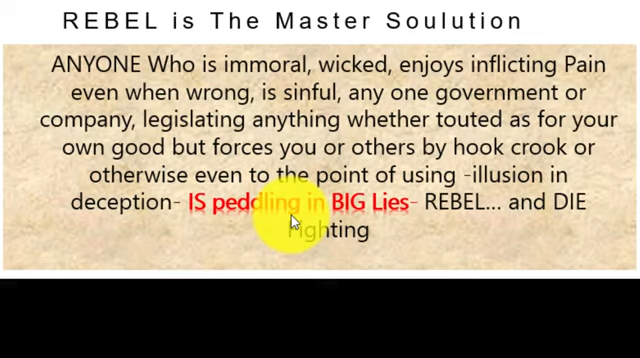 REBEL is The Master Soulution
ANYONE Who is immoral, wicked, enjoys inflicting Pain
even when wrong, is sinful, any one government or
company, legislating anything whether touted as for your
own good but forces you or others by hook crook or
otherwise even to the point of using -illusion in
deception- IS peddling in BIG Lies- REBEL... and DIE
Fighting